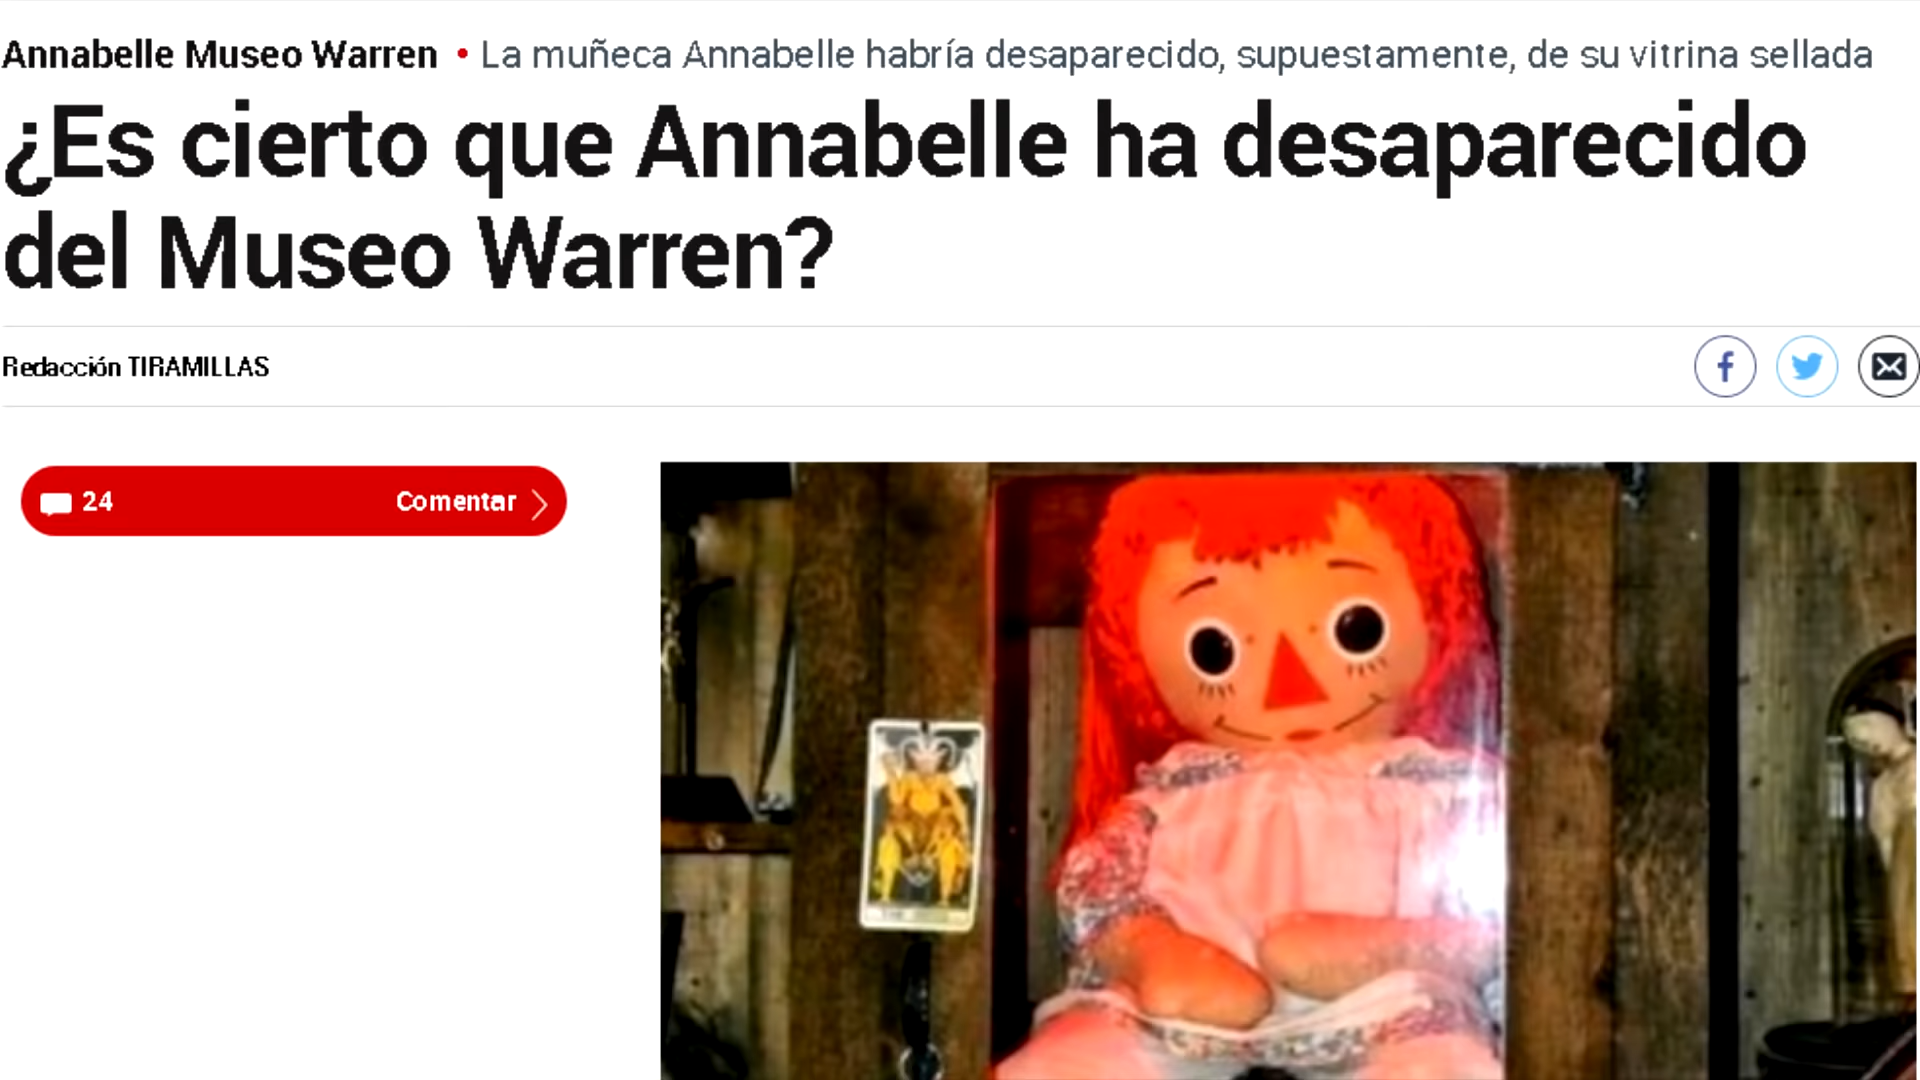 Annabelle Museo Warren • La muñeca Annabelle habría desaparecido, supuestamente, de su vitrina sellada
¿Es cierto que Annabelle ha desaparecido
del Museo Warren?
Redacción TIRAMILLAS
24 Comentar